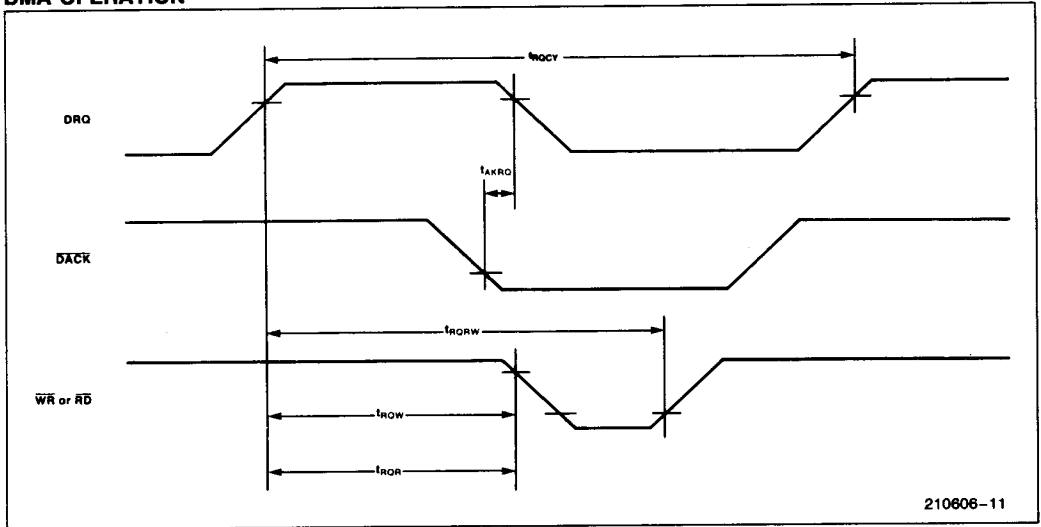 DMA OPERATION
tRQCY
DRQ
tAKRQ
DACK
tRQRW
WR or RD
tRQW
tRQR
210606-11